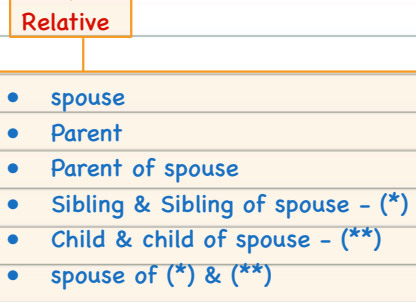 Relative
• spouse
• Parent
• Parent of spouse
• Sibling & Sibling of spouse - (*)
• Child & child of spouse - (**)
• spouse of (*) & (**)